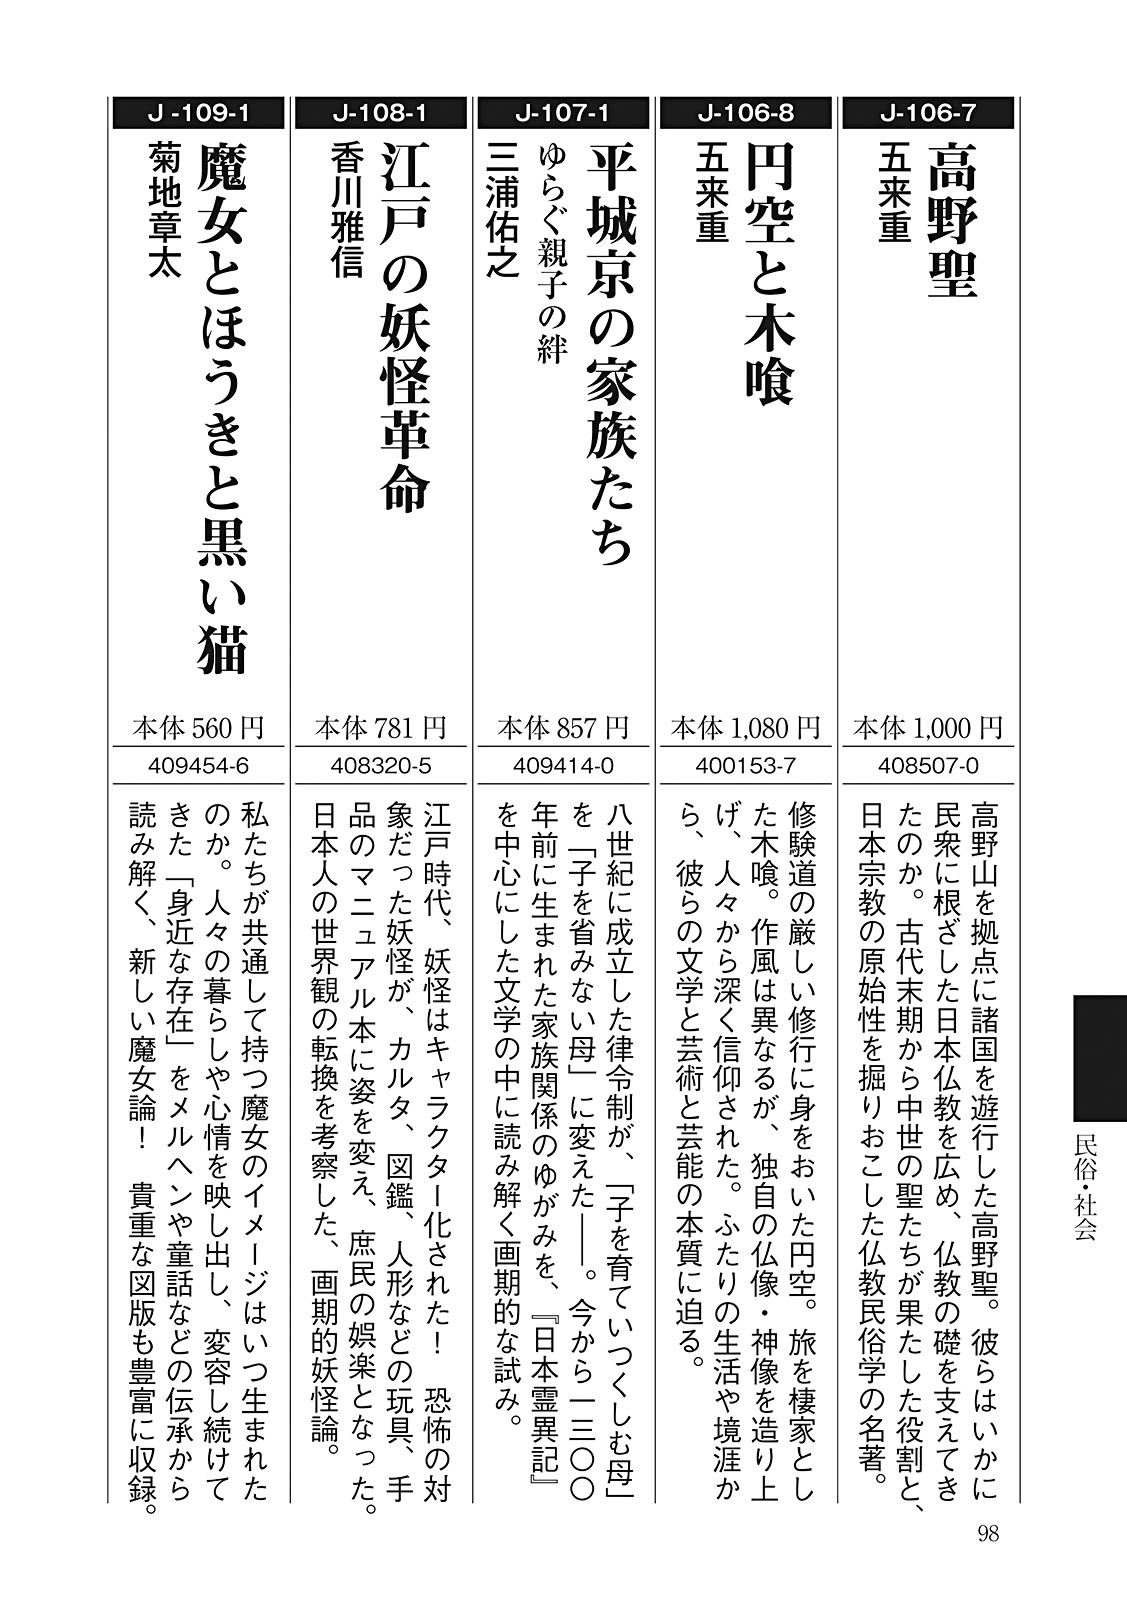 J-106-7
高野聖
五来重
本体 1,000 円
408507-0
高野山を拠点に諸国を遊行した高野聖。彼らはいかに
民衆に根ざした日本仏教を広め、仏教の礎を支えてき
たのか。古代末期から中世の聖たちが果たした役割と、
日本宗教の原始性を掘りおこした仏教民俗学の名著。
J-106-8
円空と木喰
五来重
本体 1,080 円
400153-7
修験道の厳しい修行に身をおいた円空。旅を棲家とし
た木喰。作風は異なるが、独自の仏像・神像を造り上
げ、人々から深く信仰された。ふたりの生活や境涯か
ら、彼らの文学と芸術と芸能の本質に迫る。
J-107-1
平城京の家族たち
ゆらぐ親子の絆
三浦佑之
本体 857 円
409414-0
八世紀に成立した律令制が、「子を育ていつくしむ母」
を「子を省みない母」に変えた――。今から一三〇〇
年前に生まれた家族関係のゆがみを、『日本霊異記』
を中心にした文学の中に読み解く画期的な試み。
J-108-1
江戸の妖怪革命
香川雅信
本体 781 円
408320-5
江戸時代、妖怪はキャラクター化された！　恐怖の対
象だった妖怪が、カルタ、図鑑、人形などの玩具、手
品のマニュアル本に姿を変え、庶民の娯楽となった。
日本人の世界観の転換を考察した、画期的妖怪論。
J -109-1
魔女とほうきと黒い猫
菊地章太
本体 560 円
409454-6
私たちが共通して持つ魔女のイメージはいつ生まれた
のか。人々の暮らしや心情を映し出し、変容し続けて
きた「身近な存在」をメルヘンや童話などの伝承から
読み解く、新しい魔女論！　貴重な図版も豊富に収録。
民俗・社会
98